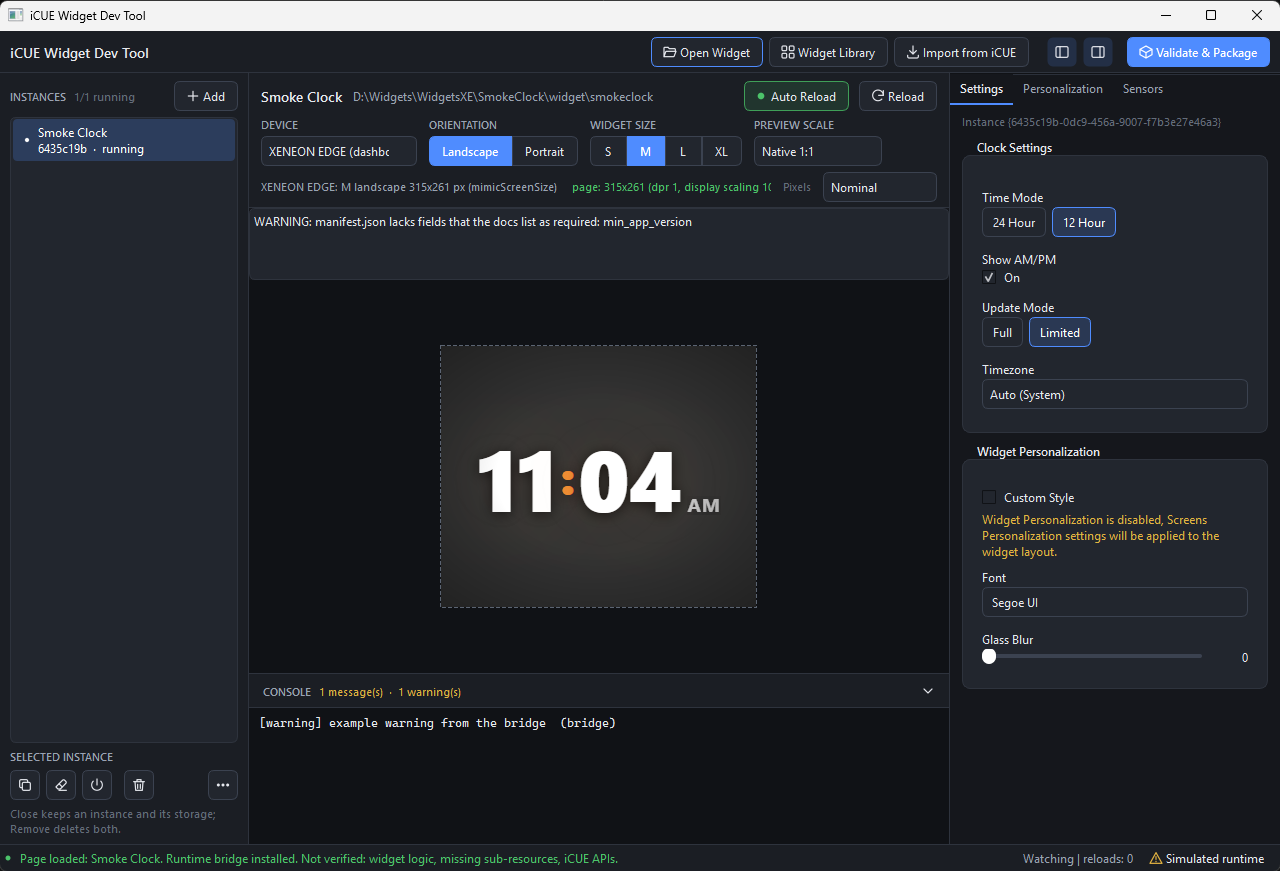 iCUE Widget Dev Tool
iCUE Widget Dev Tool
Open Widget
Widget Library
Import from iCUE
Validate & Package
INSTANCES 1/1 running
Add
Smoke Clock
6435c19b · running
SELECTED INSTANCE
Close keeps an instance and its storage;
Remove deletes both.
Smoke Clock D:\Widgets\WidgetsXE\SmokeClock\widget\smokeclock
Auto Reload
Reload
DEVICE
ORIENTATION
WIDGET SIZE
PREVIEW SCALE
XENEON EDGE (dashbc
Landscape
Portrait
S
M
L
XL
Native 1:1
XENEON EDGE: M landscape 315x261 px (mimicScreenSize)
page: 315x261 (dpr 1, display scaling 10
Pixels
Nominal
WARNING: manifest.json lacks fields that the docs list as required: min_app_version
11:04 AM
CONSOLE 1 message(s) · 1 warning(s)
[warning] example warning from the bridge (bridge)
Settings
Personalization
Sensors
Instance {6435c19b-0dc9-456a-9007-f7b3e27e46a3}
Clock Settings
Time Mode
24 Hour
12 Hour
Show AM/PM
On
Update Mode
Full
Limited
Timezone
Auto (System)
Widget Personalization
Custom Style
Widget Personalization is disabled, Screens
Personalization settings will be applied to the
widget layout.
Font
Segoe UI
Glass Blur
0
Page loaded: Smoke Clock. Runtime bridge installed. Not verified: widget logic, missing sub-resources, iCUE APIs.
Watching | reloads: 0
Simulated runtime